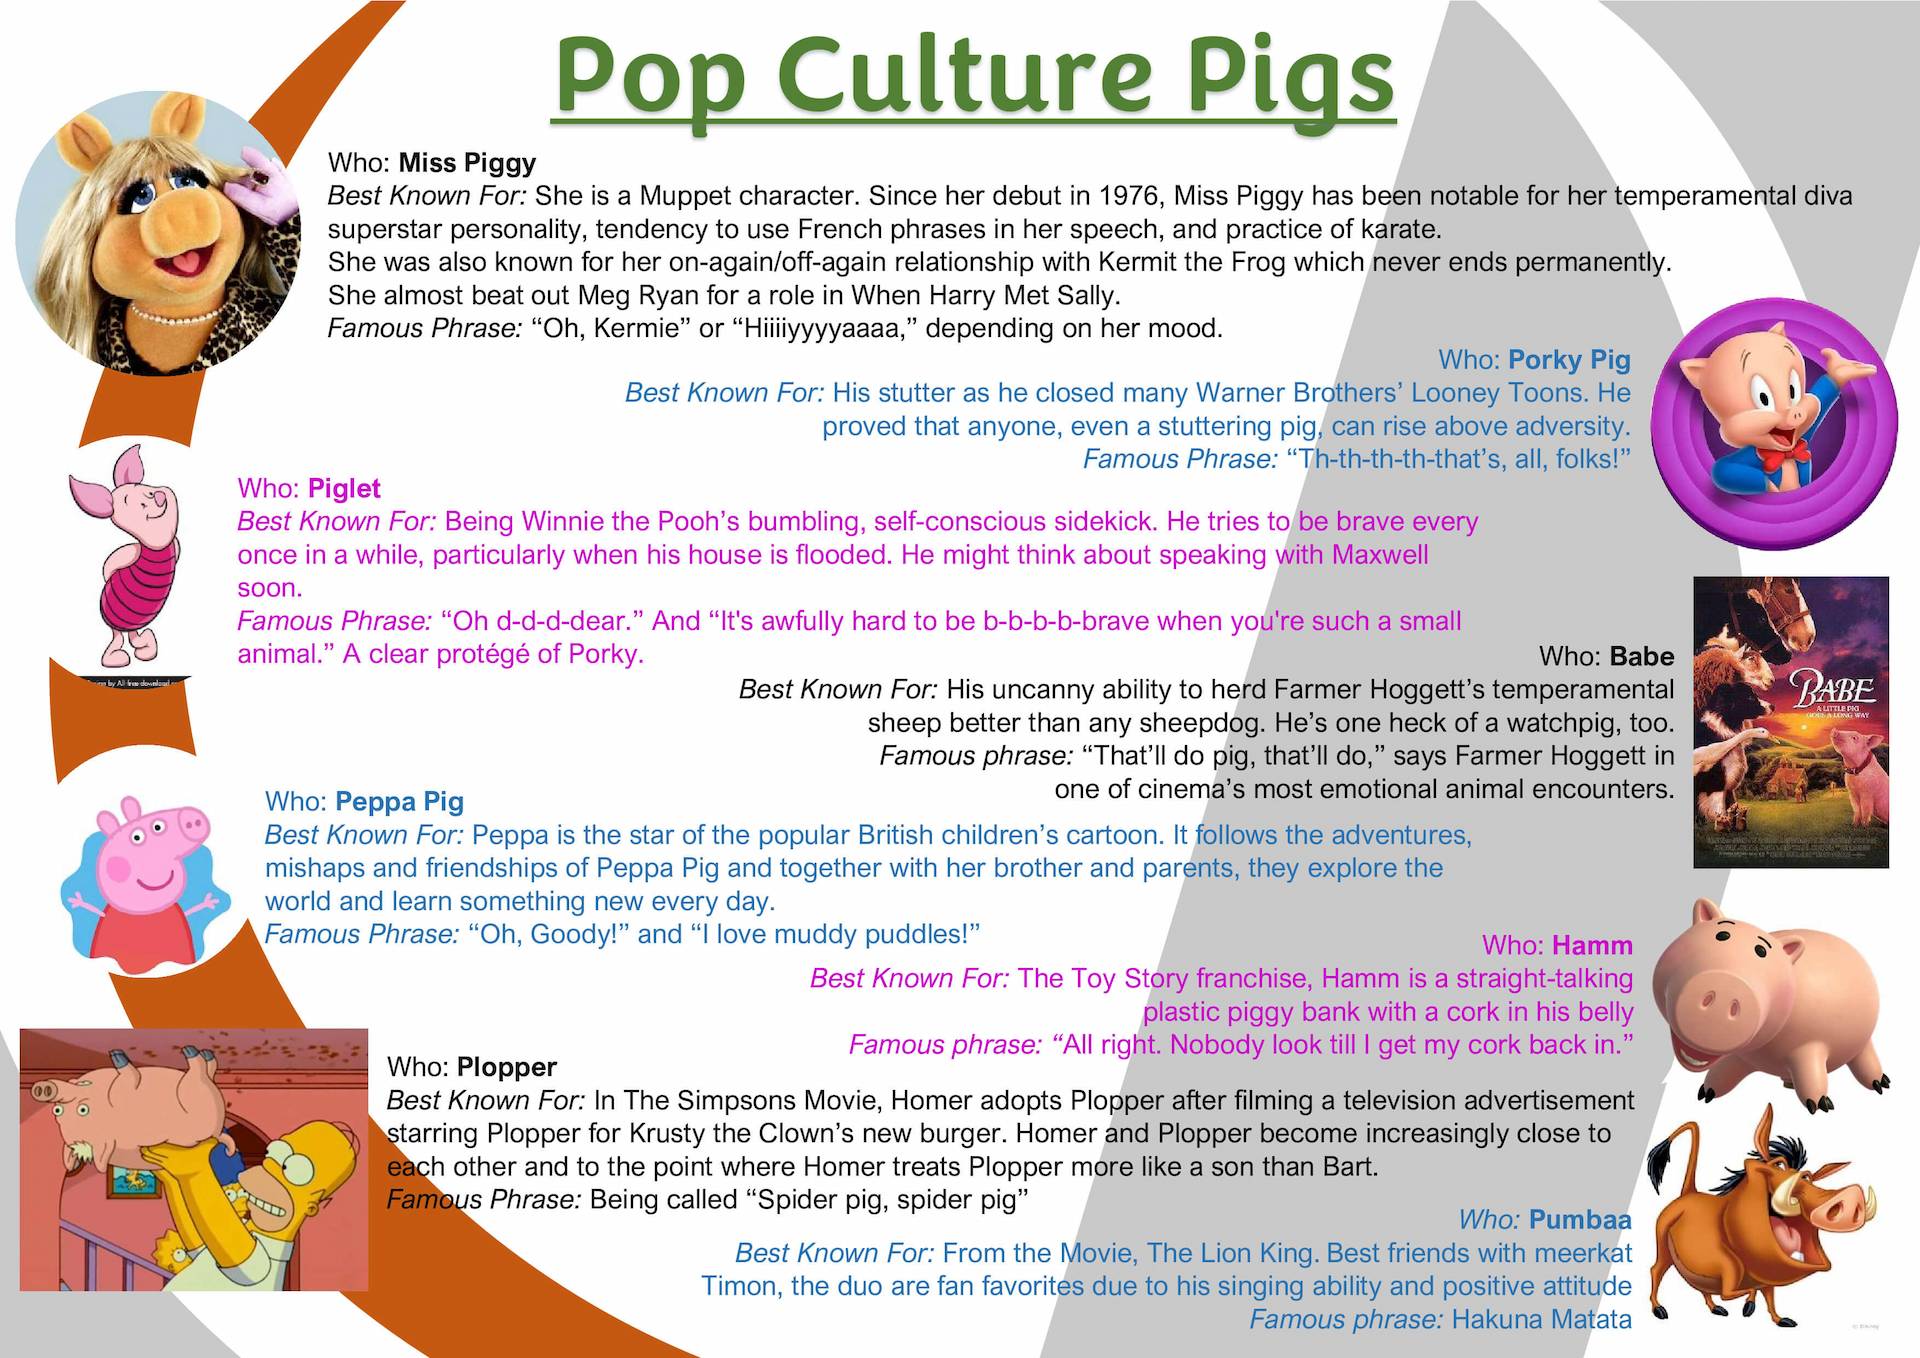 Pop Culture Pigs
Who: Miss Piggy
Best Known For: She is a Muppet character. Since her debut in 1976, Miss Piggy has been notable for her temperamental diva
superstar personality, tendency to use French phrases in her speech, and practice of karate.
She was also known for her on-again/off-again relationship with Kermit the Frog which never ends permanently.
She almost beat out Meg Ryan for a role in When Harry Met Sally.
Famous Phrase: “Oh, Kermie” or “Hiiiiyyyyaaaa,” depending on her mood.
Who: Porky Pig
Best Known For: His stutter as he closed many Warner Brothers’ Looney Toons. He
proved that anyone, even a stuttering pig, can rise above adversity.
Famous Phrase: “Th-th-th-th-that’s, all, folks!”
Who: Piglet
Best Known For: Being Winnie the Pooh’s bumbling, self-conscious sidekick. He tries to be brave every
once in a while, particularly when his house is flooded. He might think about speaking with Maxwell
soon.
Famous Phrase: “Oh d-d-d-dear.” And “It's awfully hard to be b-b-b-b-brave when you're such a small
animal.” A clear protégé of Porky.
by All-free-download
Who: Babe
Best Known For: His uncanny ability to herd Farmer Hoggett’s temperamental
sheep better than any sheepdog. He’s one heck of a watchpig, too.
Famous phrase: “That’ll do pig, that’ll do,” says Farmer Hoggett in
one of cinema’s most emotional animal encounters.
BABE
A LITTLE PIG
GOES A LONG WAY
Who: Peppa Pig
Best Known For: Peppa is the star of the popular British children’s cartoon. It follows the adventures,
mishaps and friendships of Peppa Pig and together with her brother and parents, they explore the
world and learn something new every day.
Famous Phrase: “Oh, Goody!” and “I love muddy puddles!”
Who: Hamm
Best Known For: The Toy Story franchise, Hamm is a straight-talking
plastic piggy bank with a cork in his belly
Famous phrase: “All right. Nobody look till I get my cork back in.”
Who: Plopper
Best Known For: In The Simpsons Movie, Homer adopts Plopper after filming a television advertisement
starring Plopper for Krusty the Clown’s new burger. Homer and Plopper become increasingly close to
each other and to the point where Homer treats Plopper more like a son than Bart.
Famous Phrase: Being called “Spider pig, spider pig”
Who: Pumbaa
Best Known For: From the Movie, The Lion King. Best friends with meerkat
Timon, the duo are fan favorites due to his singing ability and positive attitude
Famous phrase: Hakuna Matata
© Disney